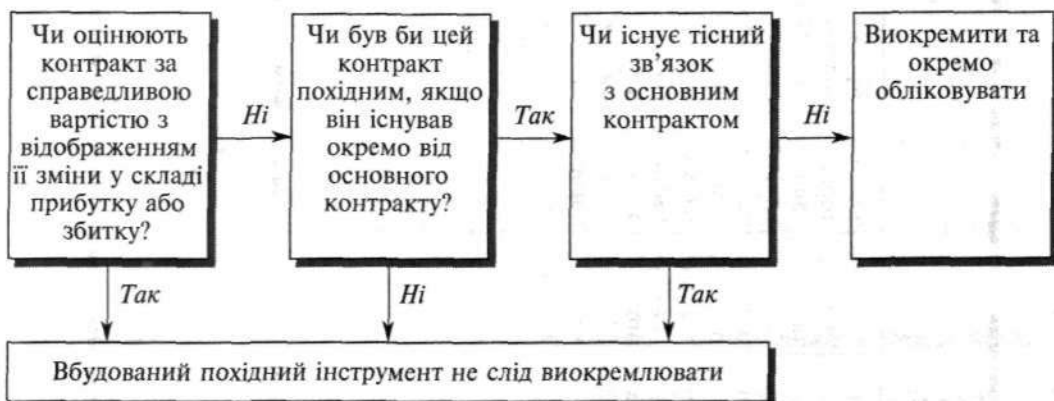 Чи оцінюють
контракт за
справедливою
вартістю з
відображенням
її зміни у складі
прибутку або
збитку?
Ні
Чи був би цей
контракт
похідним, якщо
він існував
окремо від
основного
контракту?
Так
Чи існує тісний
зв’язок
з основним
контрактом
Ні
Виокремити та
окремо
обліковувати
Так
Ні
Так
Вбудований похідний інструмент не слід виокремлювати